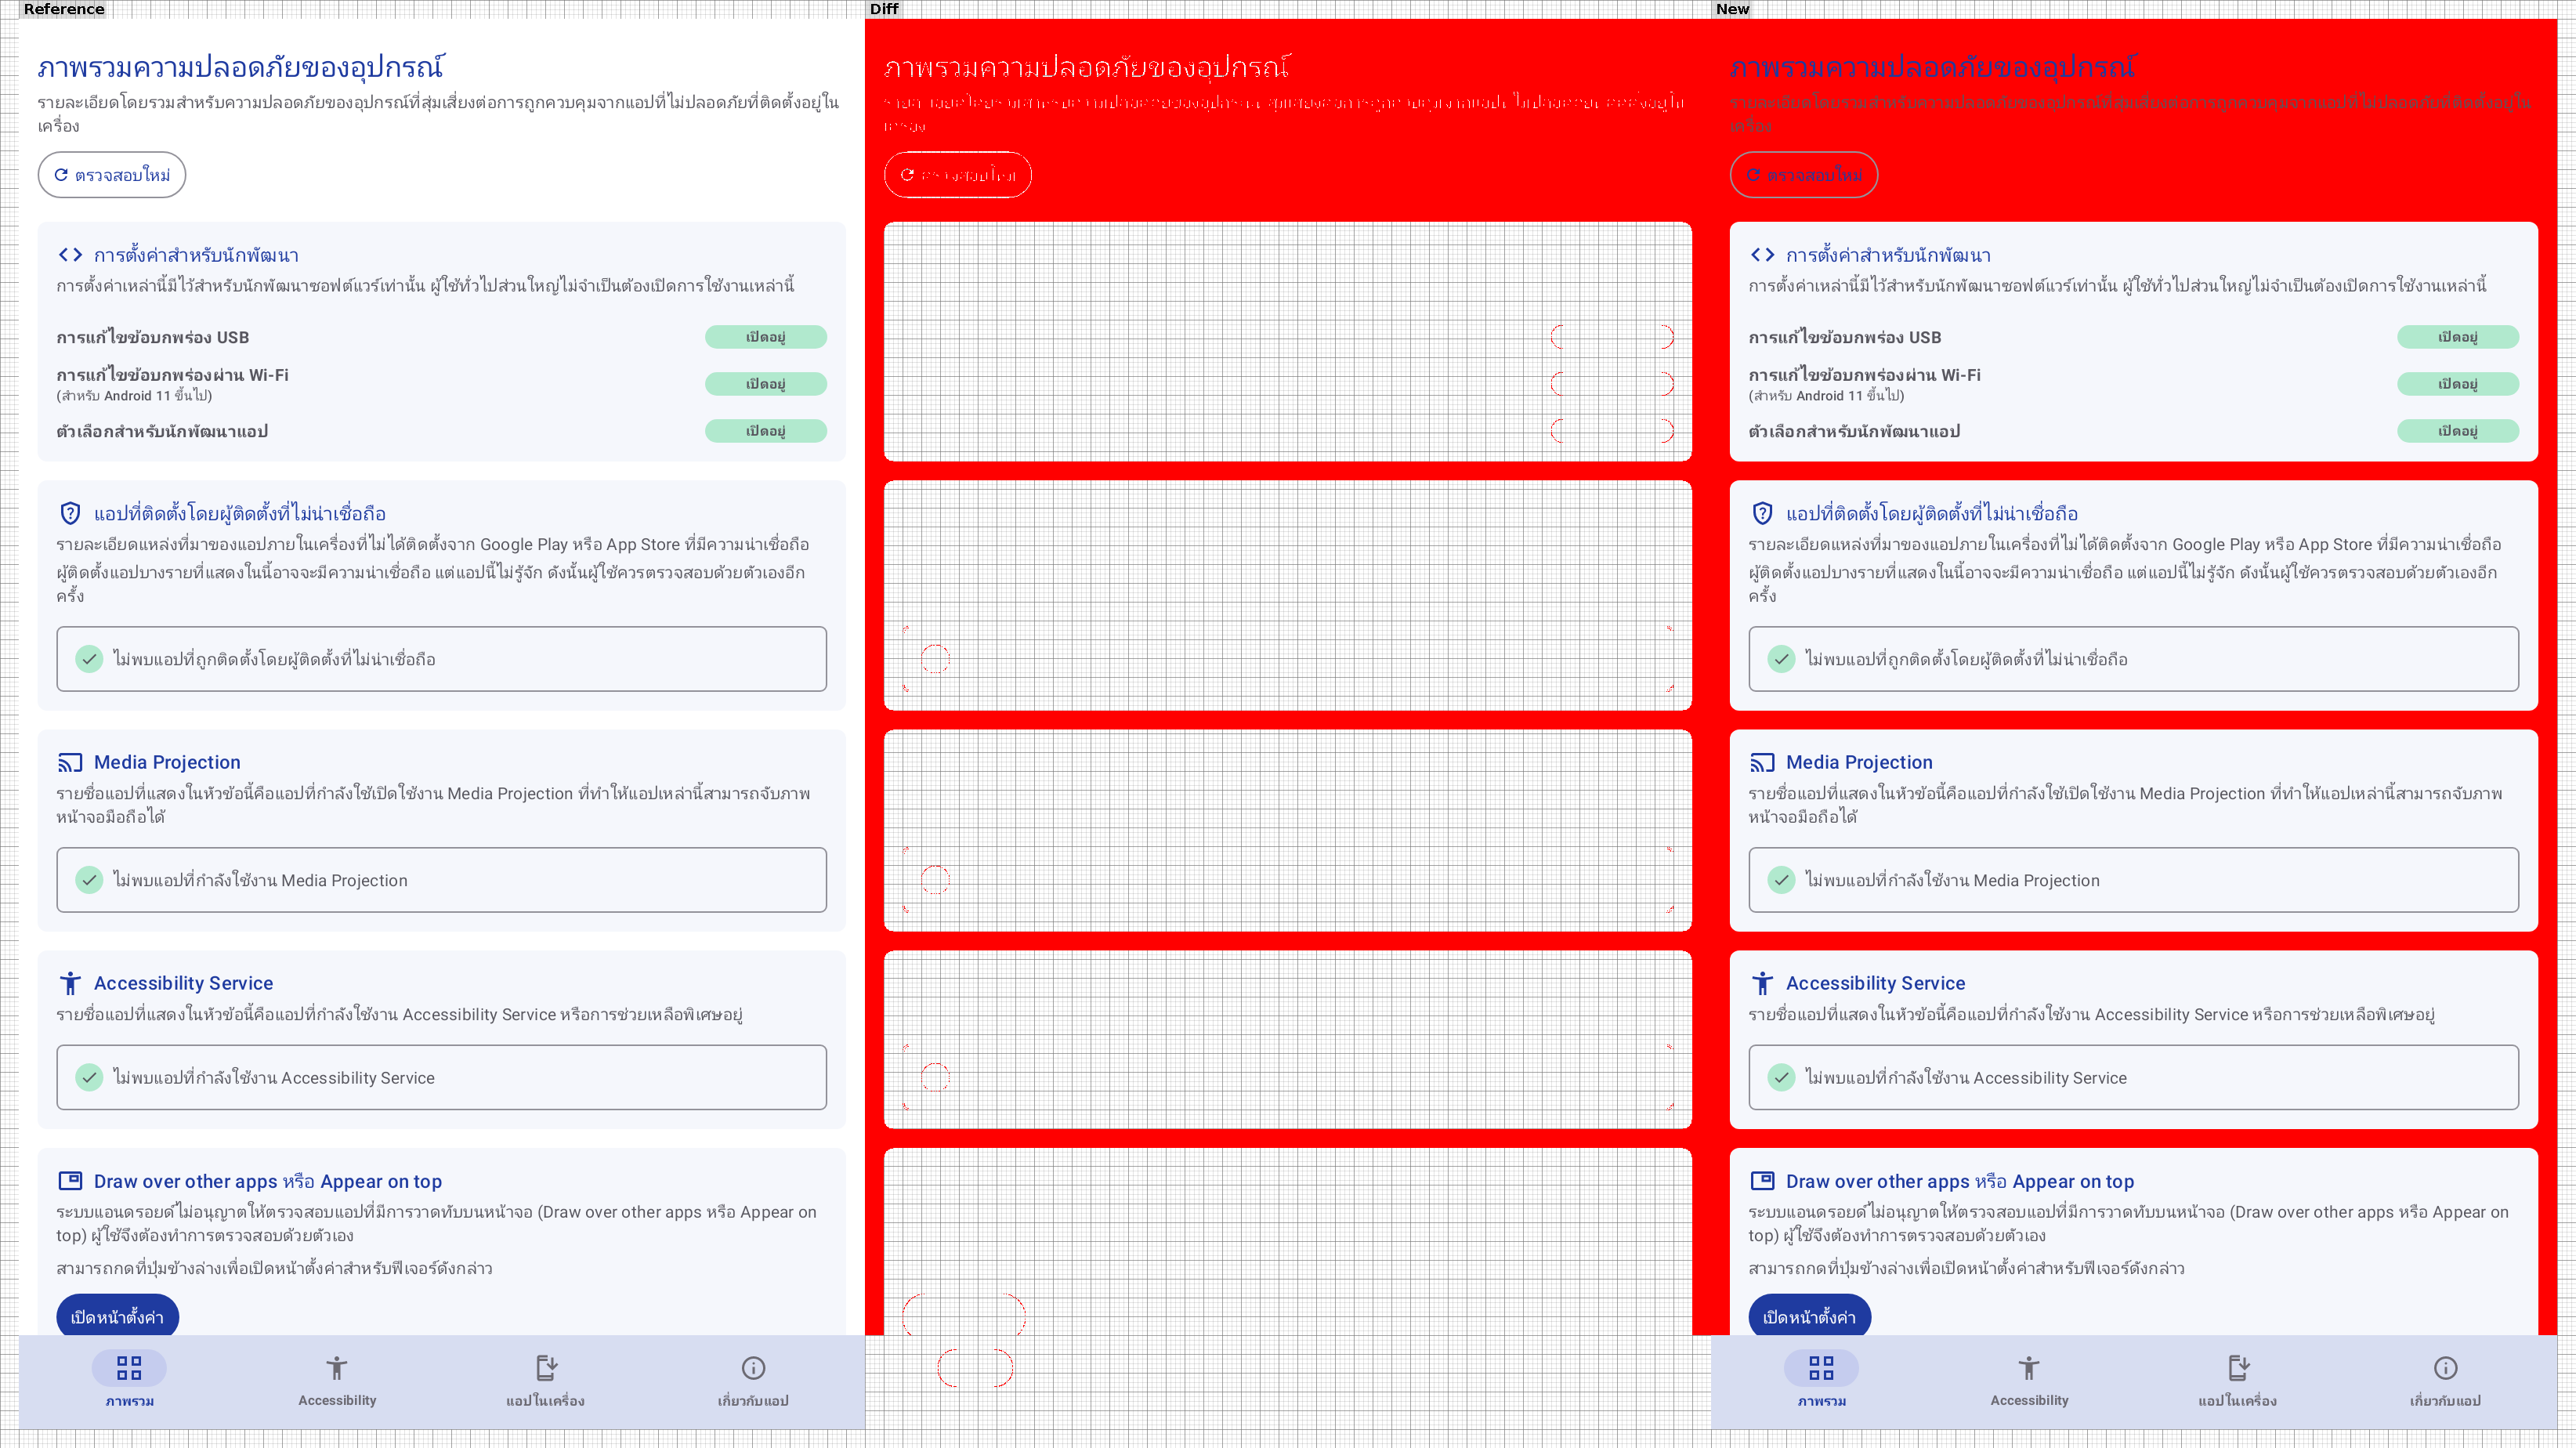 Reference
ภาพรวมความปลอดภัยของอุปกรณ์
รายละเอียดโดยรวมสำหรับความปลอดภัยของอุปกรณ์ที่สุ่มเสี่ยงต่อการถูกควบคุมจากแอปที่ไม่ปลอดภัยที่ติดตั้งอยู่ใน
เครื่อง
ตรวจสอบใหม่
การตั้งค่าสำหรับนักพัฒนา
การตั้งค่าเหล่านี้มีไว้สำหรับนักพัฒนาซอฟต์แวร์เท่านั้น ผู้ใช้ทั่วไปส่วนใหญ่ไม่จำเป็นต้องเปิดการใช้งานเหล่านี้
การแก้ไขข้อบกพร่อง USB
เปิดอยู่
การแก้ไขข้อบกพร่องผ่าน Wi-Fi
(สำหรับ Android 11 ขึ้นไป)
เปิดอยู่
ตัวเลือกสำหรับนักพัฒนาแอป
เปิดอยู่
แอปที่ติดตั้งโดยผู้ติดตั้งที่ไม่น่าเชื่อถือ
รายละเอียดแหล่งที่มาของแอปภายในเครื่องที่ไม่ได้ติดตั้งจาก Google Play หรือ App Store ที่มีความน่าเชื่อถือ
ผู้ติดตั้งแอปบางรายที่แสดงในนี้อาจจะมีความน่าเชื่อถือ แต่แอปนี้ไม่รู้จัก ดังนั้นผู้ใช้ควรตรวจสอบด้วยตัวเองอีก
ครั้ง
ไม่พบแอปที่ถูกติดตั้งโดยผู้ติดตั้งที่ไม่น่าเชื่อถือ
Media Projection
รายชื่อแอปที่แสดงในหัวข้อนี้คือแอปที่กำลังใช้เปิดใช้งาน Media Projection ที่ทำให้แอปเหล่านี้สามารถจับภาพ
หน้าจอมือถือได้
ไม่พบแอปที่กำลังใช้งาน Media Projection
Accessibility Service
รายชื่อแอปที่แสดงในหัวข้อนี้คือแอปที่กำลังใช้งาน Accessibility Service หรือการช่วยเหลือพิเศษอยู่
ไม่พบแอปที่กำลังใช้งาน Accessibility Service
Draw over other apps หรือ Appear on top
ระบบแอนดรอยด์ไม่อนุญาตให้ตรวจสอบแอปที่มีการวาดทับบนหน้าจอ (Draw over other apps หรือ Appear on
top) ผู้ใช้จึงต้องทำการตรวจสอบด้วยตัวเอง
สามารถกดที่ปุ่มข้างล่างเพื่อเปิดหน้าตั้งค่าสำหรับฟีเจอร์ดังกล่าว
เปิดหน้าตั้งค่า
ภาพรวม
Accessibility
แอปในเครื่อง
เกี่ยวกับแอป
Diff
ภาพรวมความปลอดภัยของอุปกรณ์
New
ภาพรวมความปลอดภัยของอุปกรณ์
รายละเอียดโดยรวมสำหรับความปลอดภัยของอุปกรณ์ที่สุ่มเสี่ยงต่อการถูกควบคุมจากแอปที่ไม่ปลอดภัยที่ติดตั้งอยู่ใน
เครื่อง
ตรวจสอบใหม่
การตั้งค่าสำหรับนักพัฒนา
การตั้งค่าเหล่านี้มีไว้สำหรับนักพัฒนาซอฟต์แวร์เท่านั้น ผู้ใช้ทั่วไปส่วนใหญ่ไม่จำเป็นต้องเปิดการใช้งานเหล่านี้
การแก้ไขข้อบกพร่อง USB
เปิดอยู่
การแก้ไขข้อบกพร่องผ่าน Wi-Fi
(สำหรับ Android 11 ขึ้นไป)
เปิดอยู่
ตัวเลือกสำหรับนักพัฒนาแอป
เปิดอยู่
แอปที่ติดตั้งโดยผู้ติดตั้งที่ไม่น่าเชื่อถือ
รายละเอียดแหล่งที่มาของแอปภายในเครื่องที่ไม่ได้ติดตั้งจาก Google Play หรือ App Store ที่มีความน่าเชื่อถือ
ผู้ติดตั้งแอปบางรายที่แสดงในนี้อาจจะมีความน่าเชื่อถือ แต่แอปนี้ไม่รู้จัก ดังนั้นผู้ใช้ควรตรวจสอบด้วยตัวเองอีก
ครั้ง
ไม่พบแอปที่ถูกติดตั้งโดยผู้ติดตั้งที่ไม่น่าเชื่อถือ
Media Projection
รายชื่อแอปที่แสดงในหัวข้อนี้คือแอปที่กำลังใช้เปิดใช้งาน Media Projection ที่ทำให้แอปเหล่านี้สามารถจับภาพ
หน้าจอมือถือได้
ไม่พบแอปที่กำลังใช้งาน Media Projection
Accessibility Service
รายชื่อแอปที่แสดงในหัวข้อนี้คือแอปที่กำลังใช้งาน Accessibility Service หรือการช่วยเหลือพิเศษอยู่
ไม่พบแอปที่กำลังใช้งาน Accessibility Service
Draw over other apps หรือ Appear on top
ระบบแอนดรอยด์ไม่อนุญาตให้ตรวจสอบแอปที่มีการวาดทับบนหน้าจอ (Draw over other apps หรือ Appear on
top) ผู้ใช้จึงต้องทำการตรวจสอบด้วยตัวเอง
สามารถกดที่ปุ่มข้างล่างเพื่อเปิดหน้าตั้งค่าสำหรับฟีเจอร์ดังกล่าว
เปิดหน้าตั้งค่า
ภาพรวม
Accessibility
แอปในเครื่อง
เกี่ยวกับแอป